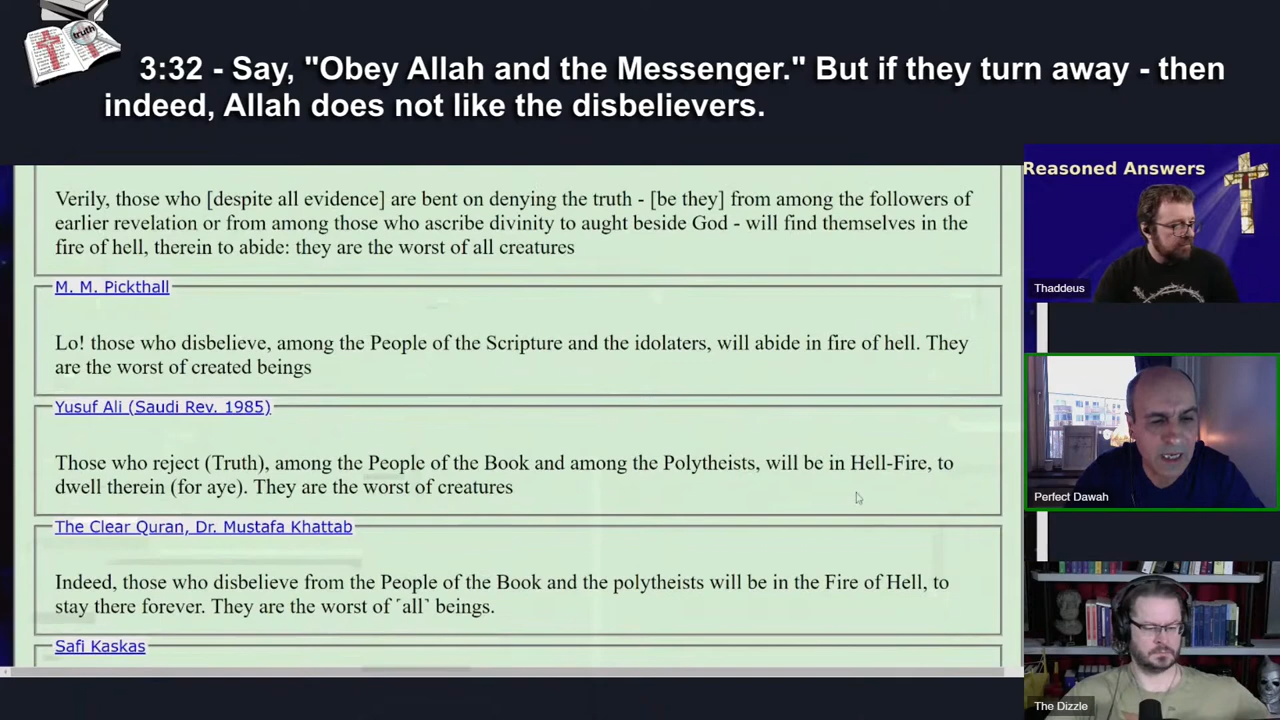 truth
3:32 - Say, "Obey Allah and the Messenger." But if they turn away - then
indeed, Allah does not like the disbelievers.
Verily, those who [despite all evidence] are bent on denying the truth - [be they] from among the followers of
earlier revelation or from among those who ascribe divinity to aught beside God - will find themselves in the
fire of hell, therein to abide: they are the worst of all creatures
M. M. Pickthall
Lo! those who disbelieve, among the People of the Scripture and the idolaters, will abide in fire of hell. They
are the worst of created beings
Yusuf Ali (Saudi Rev. 1985)
Those who reject (Truth), among the People of the Book and among the Polytheists, will be in Hell-Fire, to
dwell therein (for aye). They are the worst of creatures
The Clear Quran, Dr. Mustafa Khattab
Indeed, those who disbelieve from the People of the Book and the polytheists will be in the Fire of Hell, to
stay there forever. They are the worst of ˹all˺ beings.
Safi Kaskas
Reasoned Answers
Thaddeus
Perfect Dawah
The Dizzle